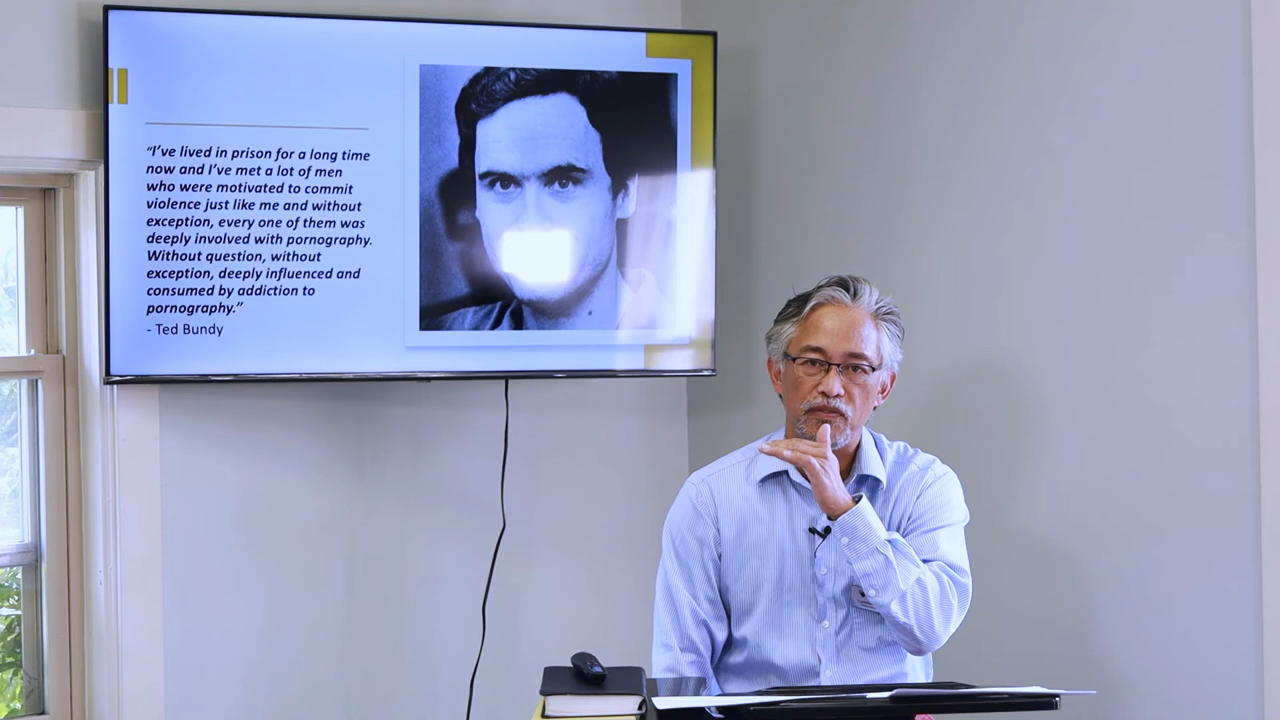 “I’ve lived in prison for a long time
now and I’ve met a lot of men
who were motivated to commit
violence just like me and without
exception, every one of them was
deeply involved with pornography.
Without question, without
exception, deeply influenced and
consumed by addiction to
pornography.”
- Ted Bundy